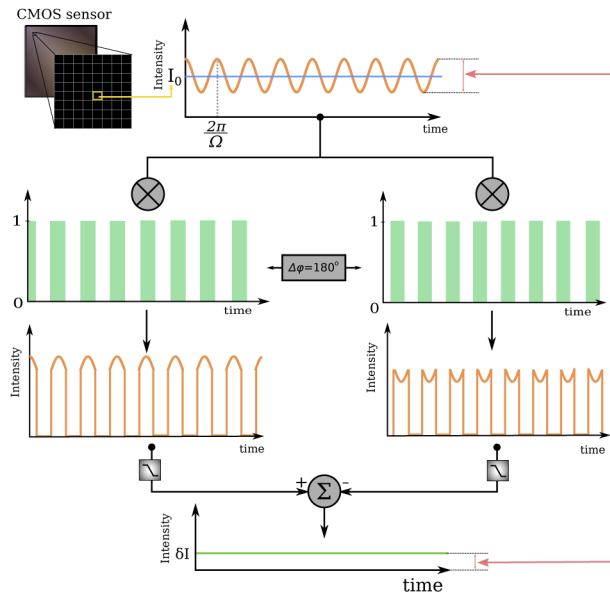 CMOS sensor
Intensity
I₀
2π
Ω
time
1
0
time
Δφ=180°
1
0
time
Intensity
time
Intensity
time
+
Σ
-
Intensity
δI
time